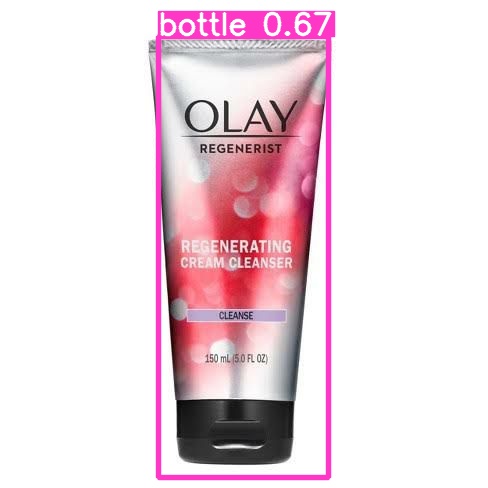 bottle 0.67
OLAY
REGENERIST
REGENERATING
CREAM CLEANSER
CLEANSE
150 mL (5.0 FL OZ)